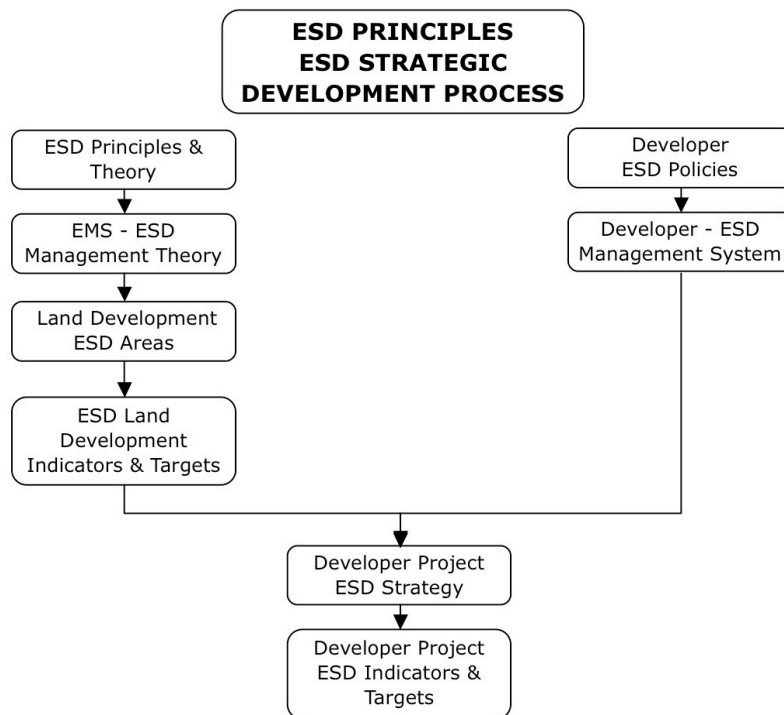 ESD PRINCIPLES
ESD STRATEGIC
DEVELOPMENT PROCESS
ESD Principles &
Theory
EMS - ESD
Management Theory
Land Development
ESD Areas
ESD Land
Development
Indicators & Targets
Developer
ESD Policies
Developer - ESD
Management System
Developer Project
ESD Strategy
Developer Project
ESD Indicators &
Targets